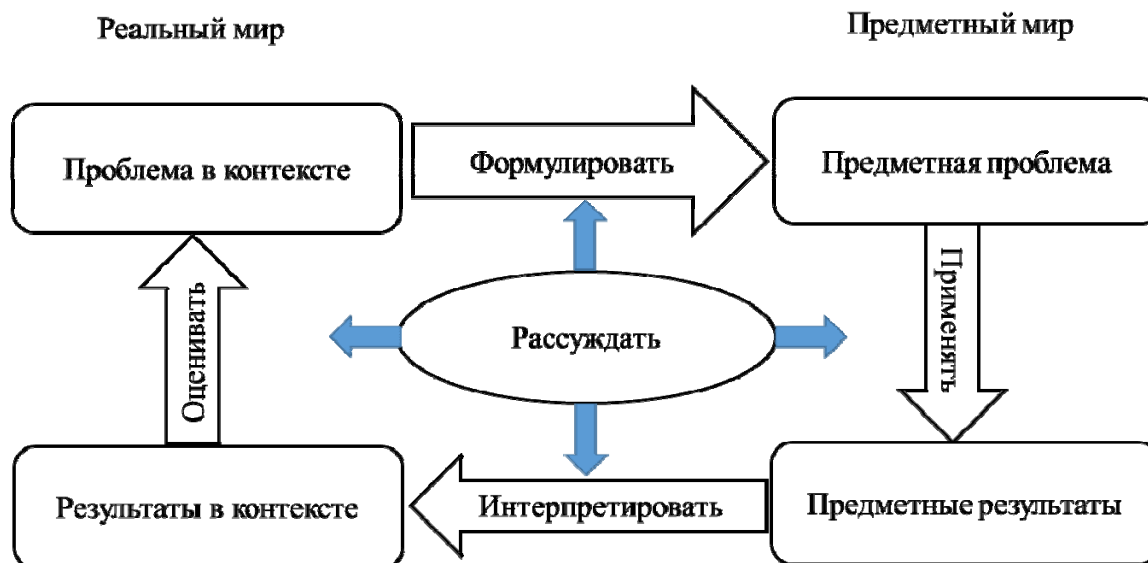 Реальный мир
Предметный мир
Проблема в контексте
Формулировать
Предметная проблема
Оценивать
Рассуждать
Применять
Результаты в контексте
Интерпретировать
Предметные результаты